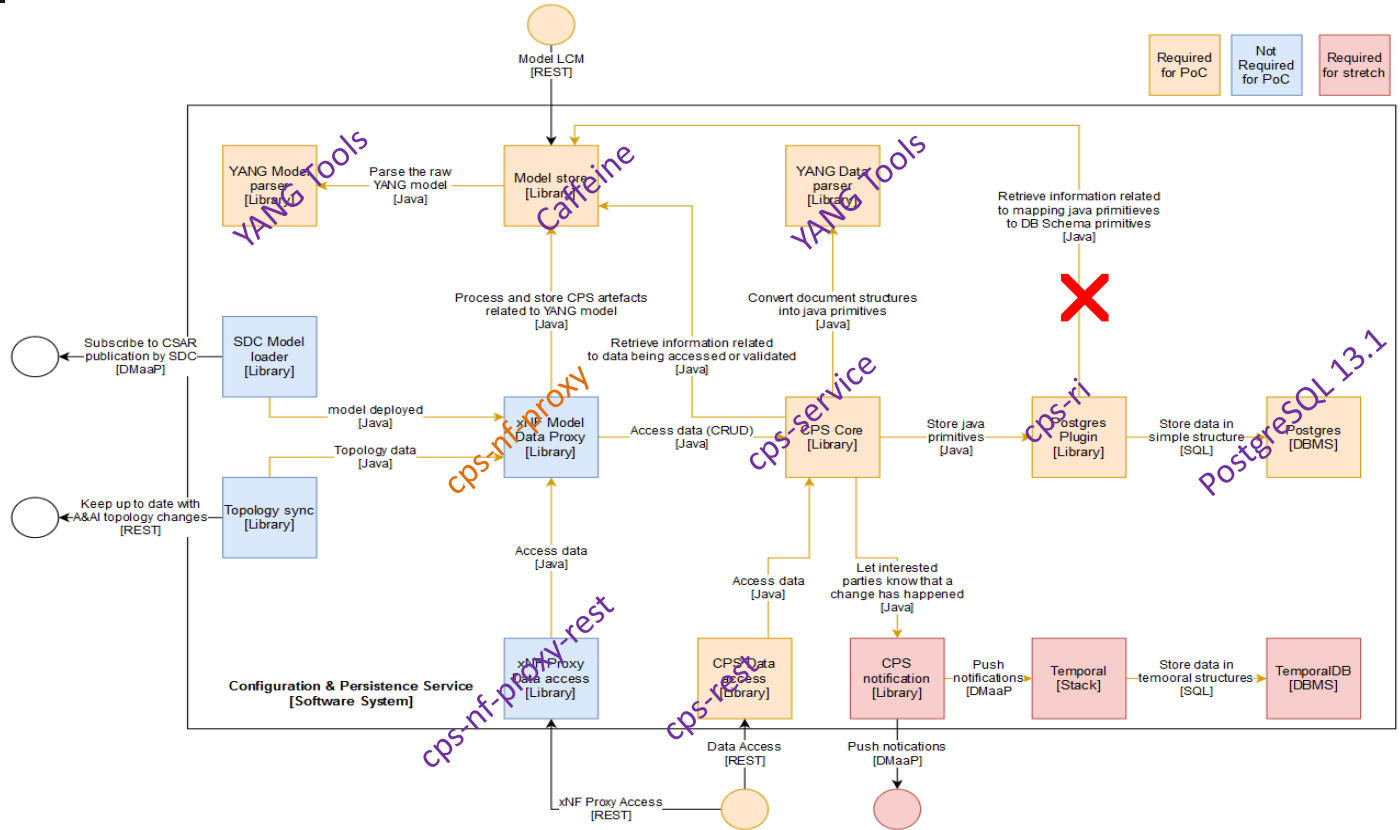 Model LCM
[REST]
Required
for PoC
Not
Required
for PoC
Required
for stretch
YANG Model
parser
[Library]
YANG Tools
Parse the raw
YANG model
[Java]
Model store
[Library]
Caffeine
YANG Data
parser
[Library]
YANG Tools
Retrieve information related
to mapping java primitieves
to DB Schema primitives
[Java]
Process and store CPS artefacts
related to YANG model
[Java]
Convert document structures
into java primitives
[Java]
Retrieve information related
to data being accessed or validated
[Java]
Subscribe to CSAR
publication by SDC
[DMaaP]
SDC Model
loader
[Library]
model deployed
[Java]
Topology data
[Java]
xNF Model
Data Proxy
[Library]
cps-nf-proxy
Access data (CRUD)
[Java]
CPS Core
[Library]
cps-service
Store java
primitives
[Java]
Postgres
Plugin
[Library]
cps-ri
Store data in
simple structure
[SQL]
Postgres
[DBMS]
PostgreSQL 13.1
Keep up to date with
A&AI topology changes
[REST]
Topology sync
[Library]
Access data
[Java]
Access data
[Java]
Let interested
parties know that a
change has happened
[Java]
Configuration & Persistence Service
[Software System]
xNF Proxy
Data access
[Library]
cps-nf-proxy-rest
CPS Data
access
[Library]
cps-rest
CPS
notification
[Library]
Push
notifications
[DMaaP
Temporal
[Stack]
Store data in
temooral structures
[SQL]
TemporalDB
[DBMS]
Data Access
[REST]
Push notications
[DMaaP]
xNF Proxy Access
[REST]